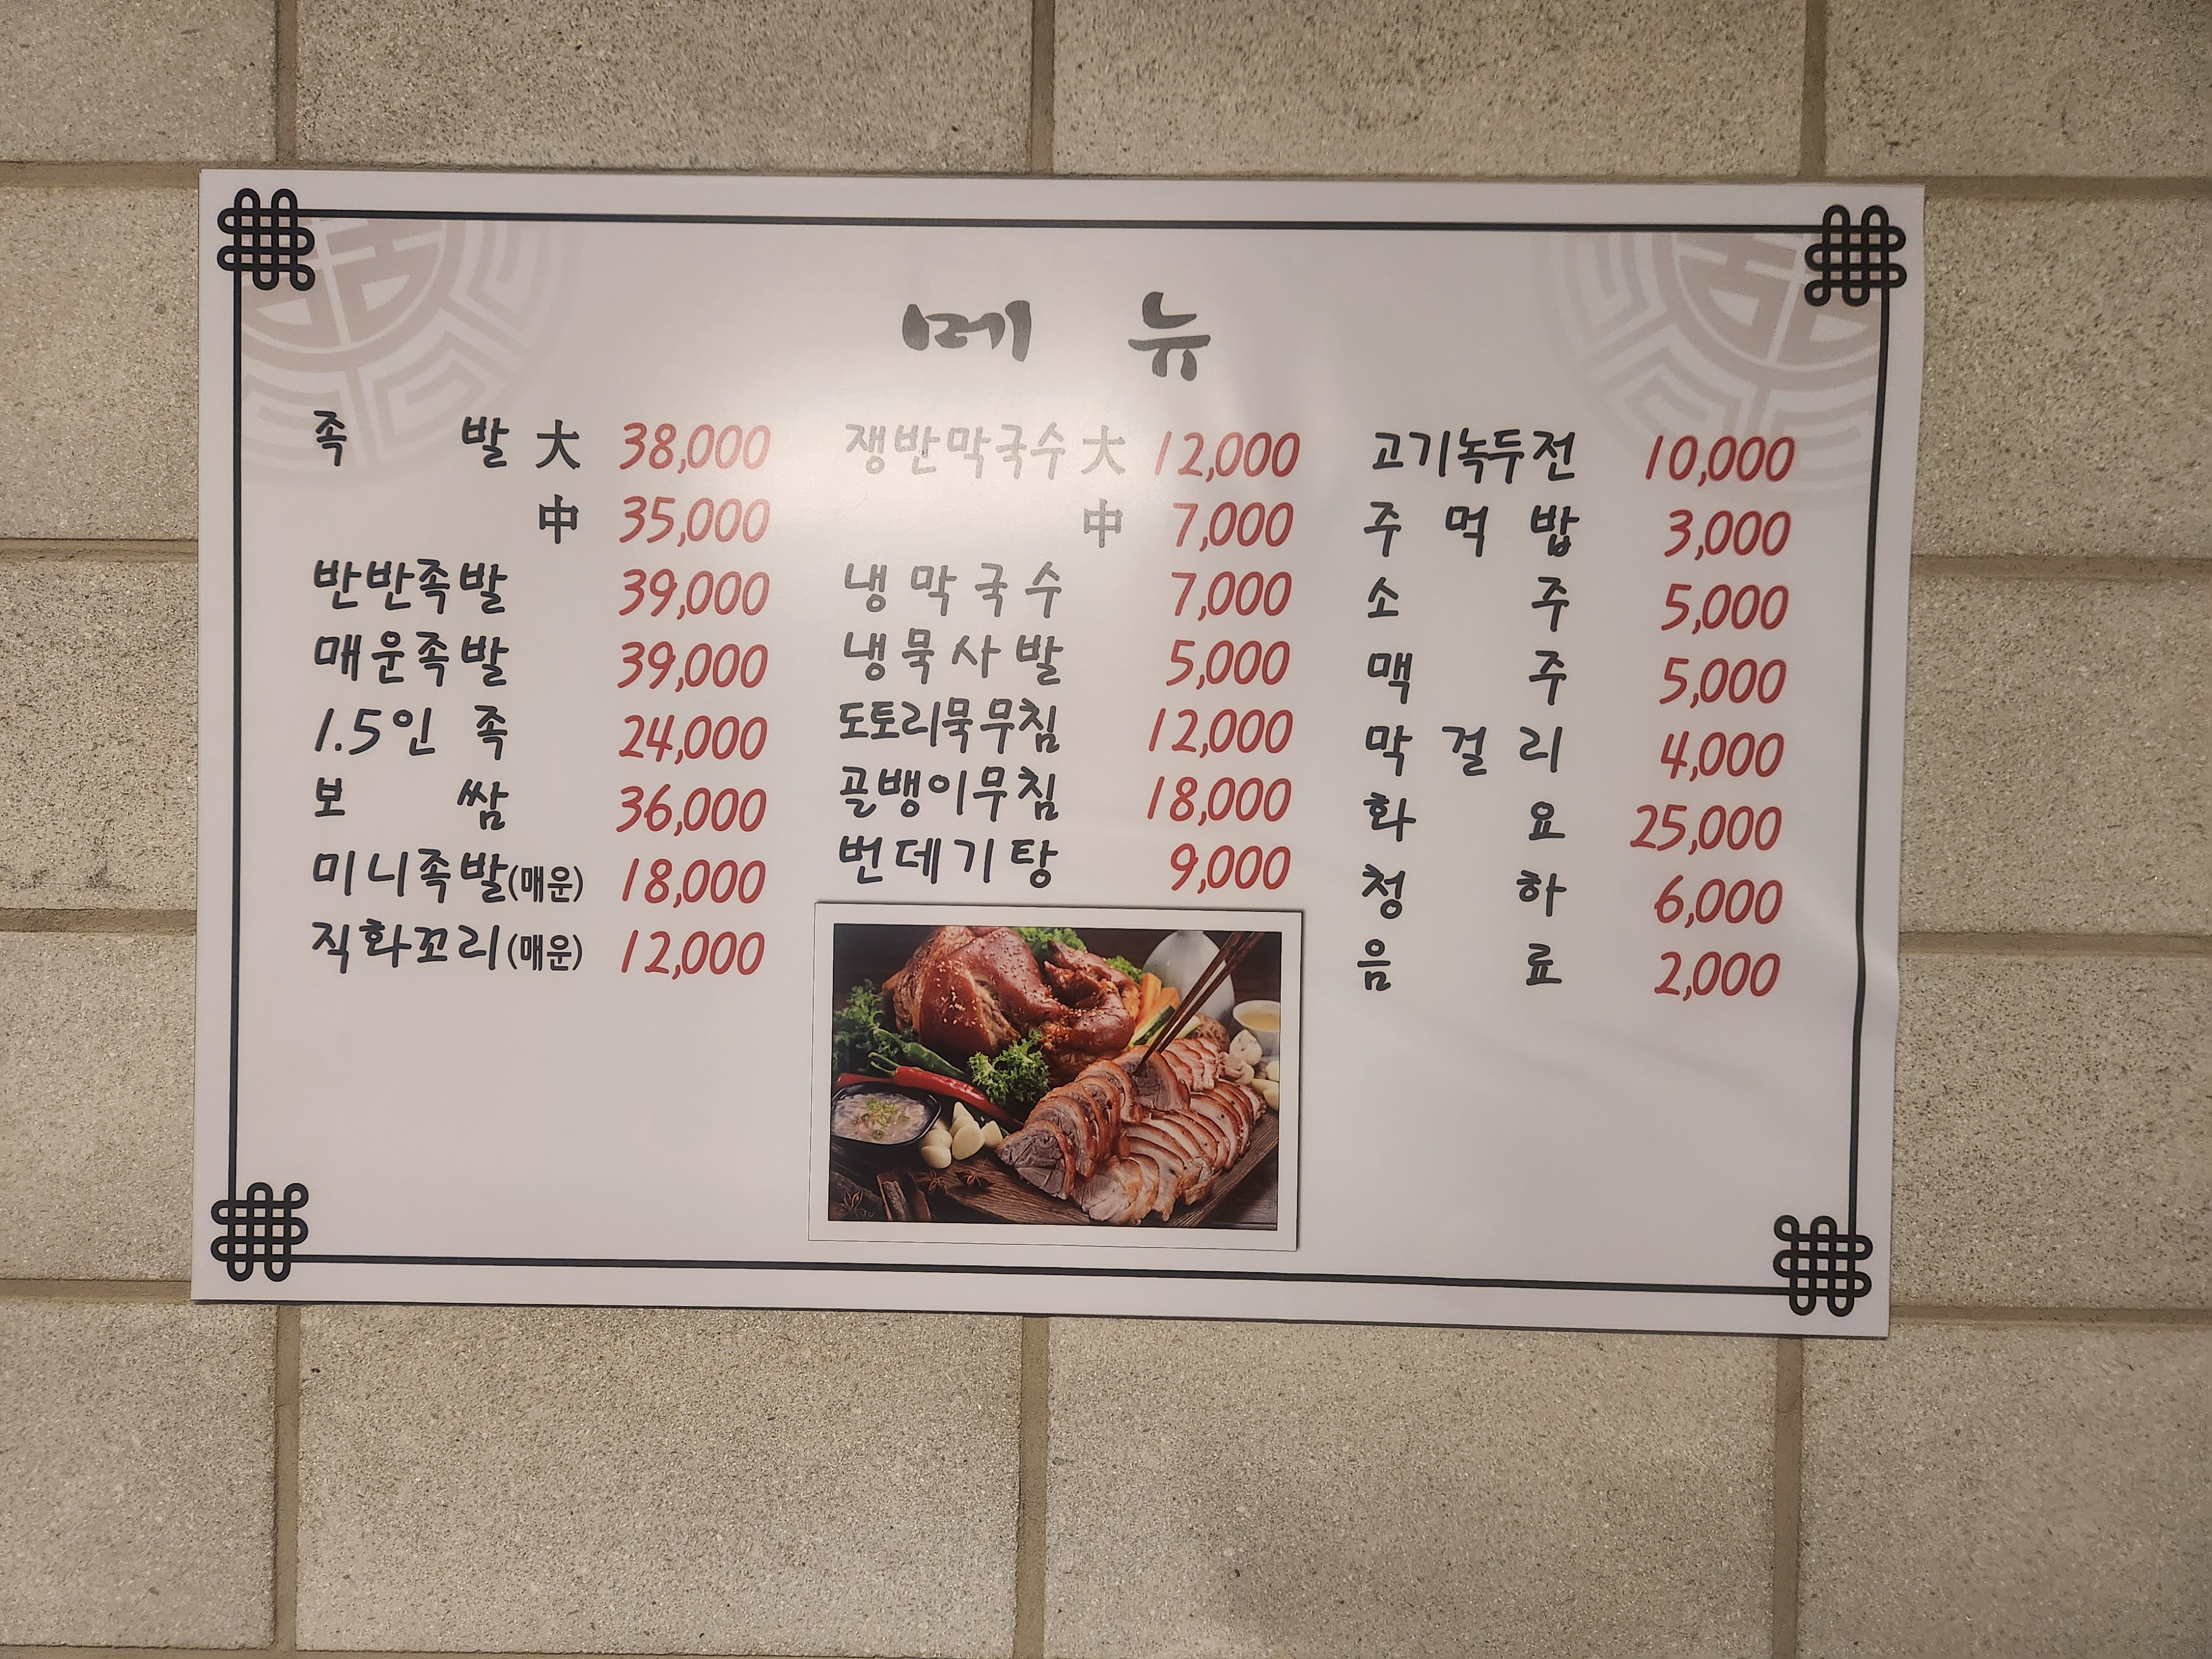 메 뉴
족 발 大 38,000
中 35,000
반반족발 39,000
매운족발 39,000
1.5인 족 24,000
보 쌈 36,000
미니족발(매운) 18,000
직화꼬리(매운) 12,000
쟁반막국수 大 12,000
中 7,000
냉 막 국 수 7,000
냉 묵 사 발 5,000
도토리묵무침 12,000
골뱅이무침 18,000
번데기탕 9,000
고기녹두전 10,000
주 먹 밥 3,000
소 주 5,000
맥 주 5,000
막 걸 리 4,000
화 요 25,000
청 하 6,000
음 료 2,000